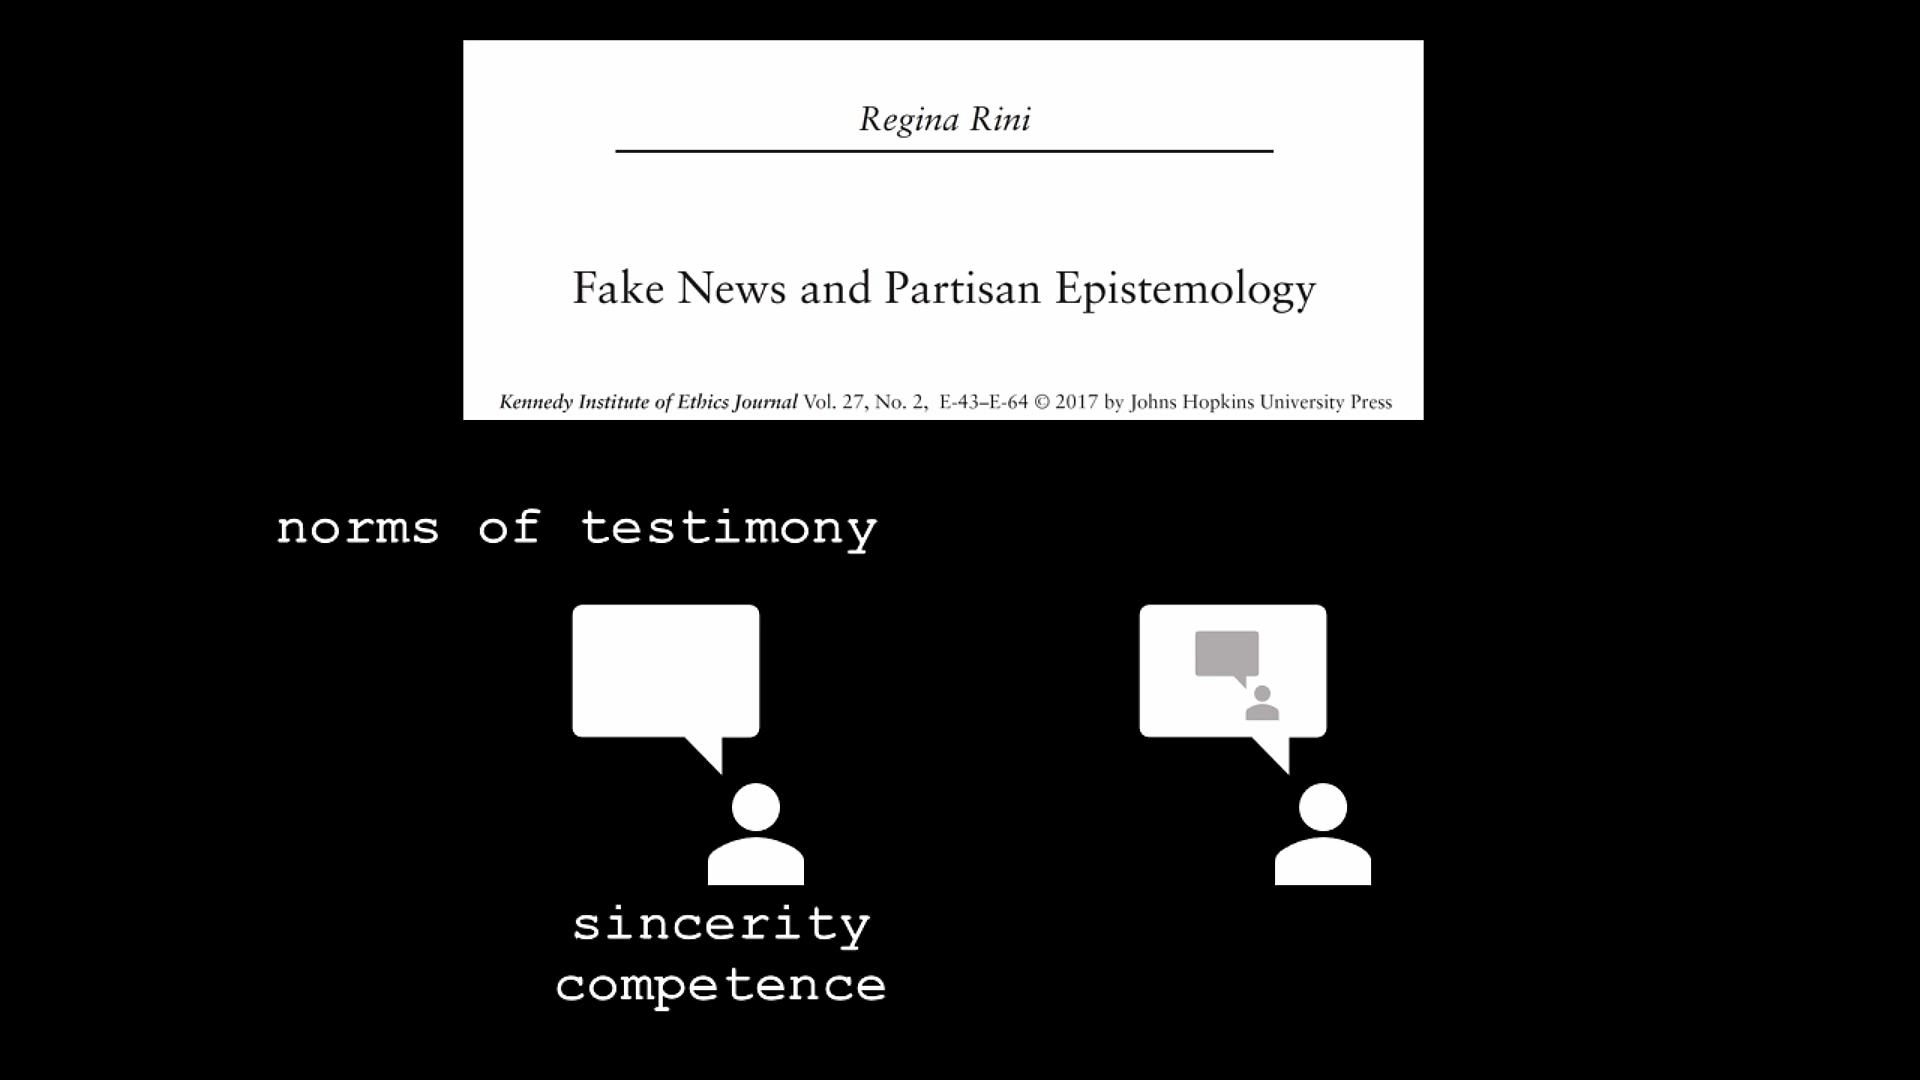 Regina Rini
Fake News and Partisan Epistemology
Kennedy Institute of Ethics Journal Vol. 27, No. 2, E-43–E-64 © 2017 by Johns Hopkins University Press
norms of testimony
sincerity
competence